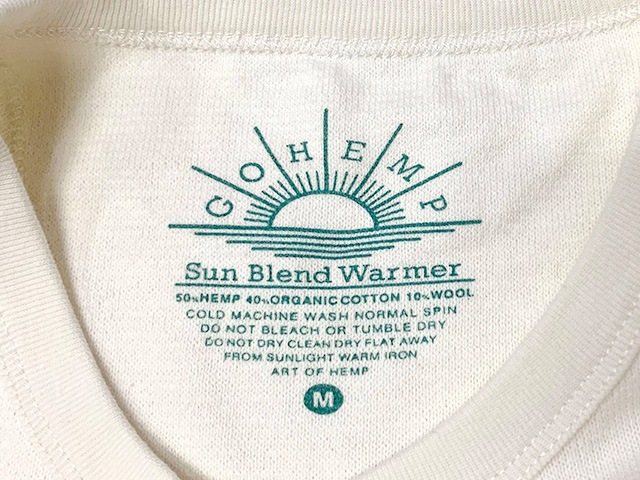 GOHEMP
Sun Blend Warmer
50%HEMP 40%ORGANIC COTTON 10%WOOL
COLD MACHINE WASH NORMAL SPIN
DO NOT BLEACH OR TUMBLE DRY
DO NOT DRY CLEAN DRY FLAT AWAY
FROM SUNLIGHT WARM IRON
ART OF HEMP
M